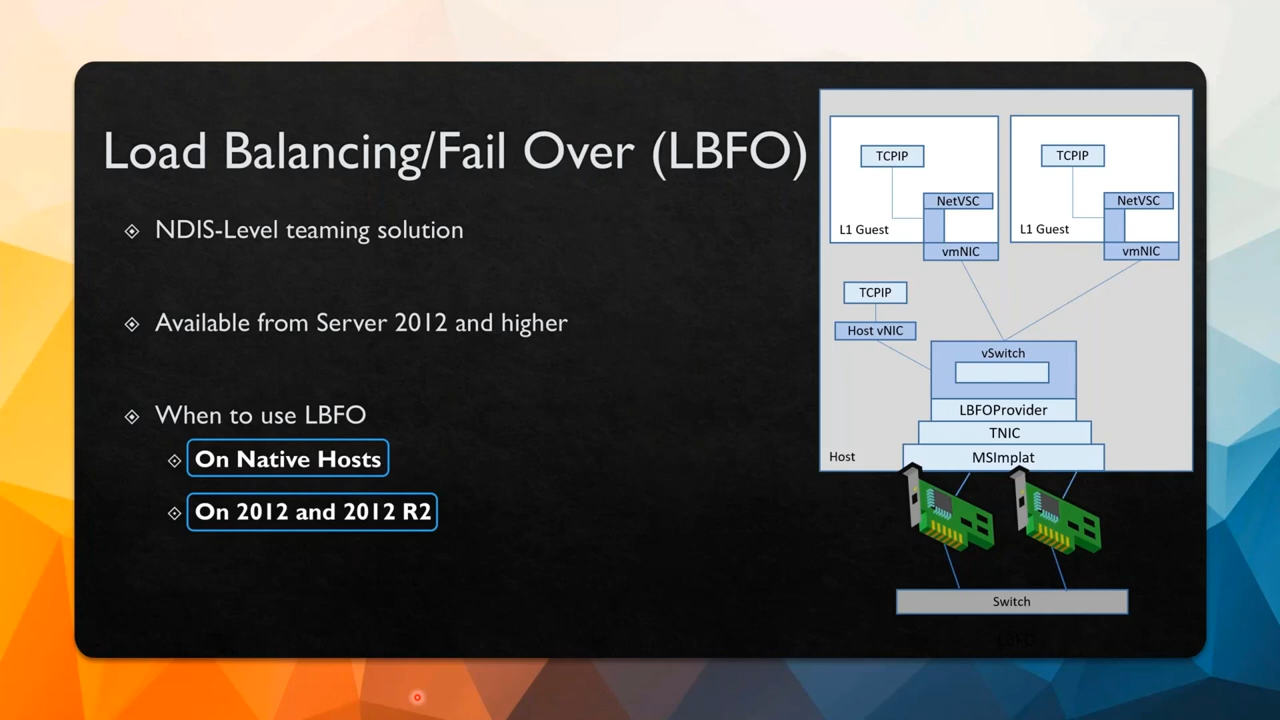 Load Balancing/Fail Over (LBFO)
NDIS-Level teaming solution
Available from Server 2012 and higher
When to use LBFO
On Native Hosts
On 2012 and 2012 R2
TCPIP
NetVSC
L1 Guest
vmNIC
TCPIP
NetVSC
L1 Guest
vmNIC
TCPIP
Host vNIC
vSwitch
LBFOProvider
TNIC
MSImplat
Host
Switch
LBFO